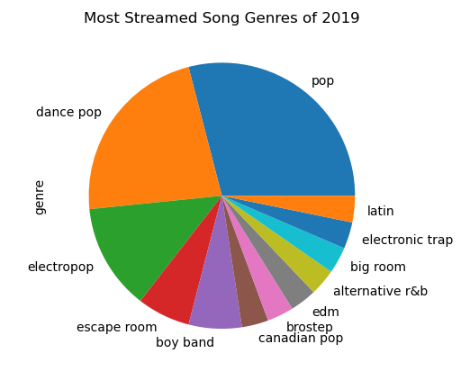 Most Streamed Song Genres of 2019
pop
dance pop
genre
electropop
escape room
boy band
canadian pop
brostep
edm
alternative r&b
big room
electronic trap
latin